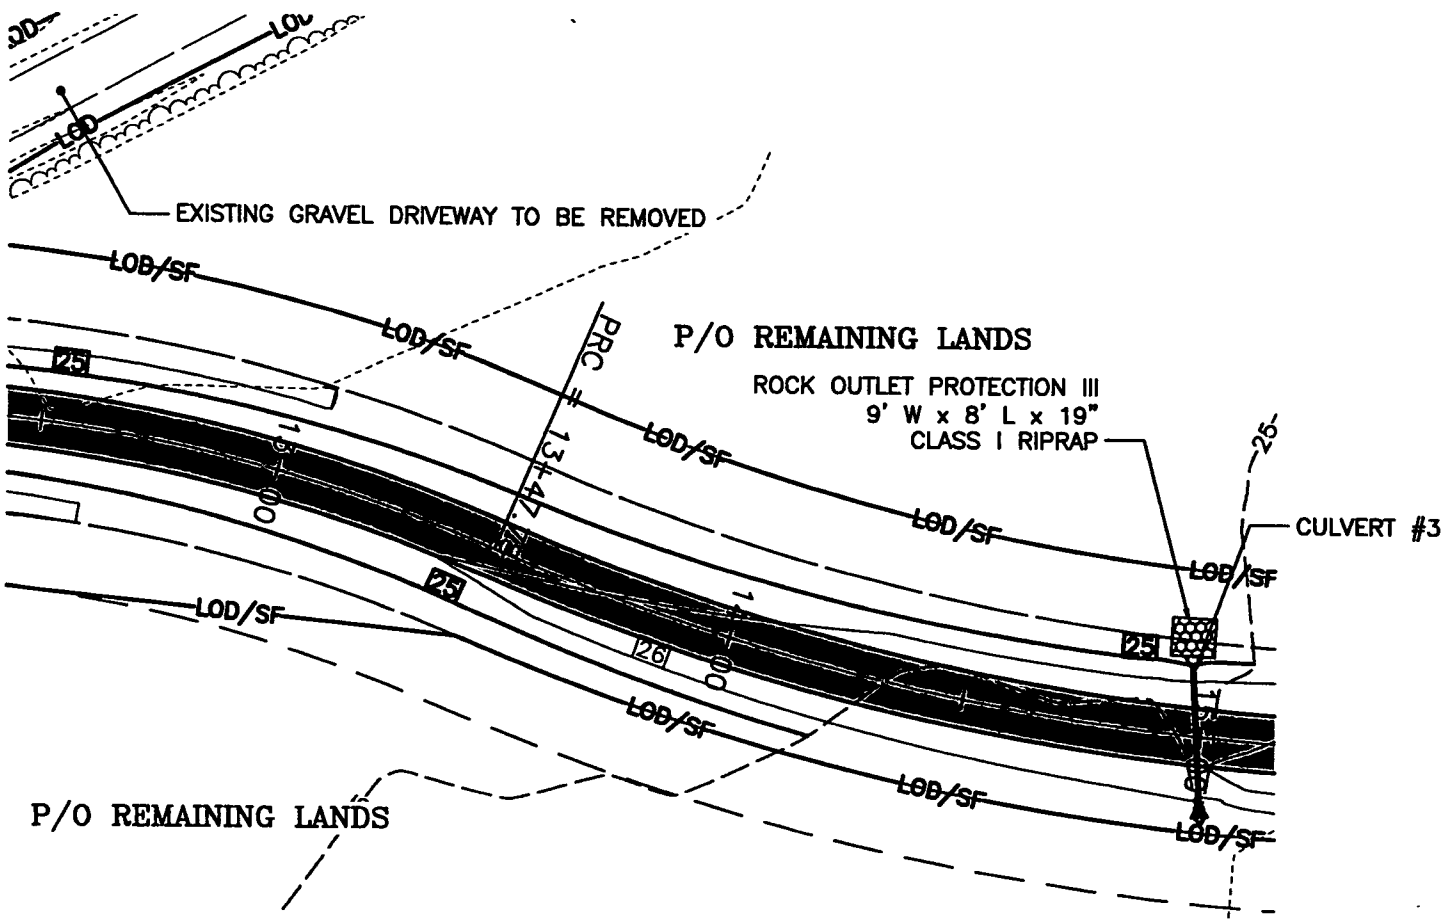 LOD
LOD
EXISTING GRAVEL DRIVEWAY TO BE REMOVED
LOD/SF
LOD/SF
PRC = 13+47.
P/O REMAINING LANDS
25
ROCK OUTLET PROTECTION III
9' W x 8' L x 19"
CLASS I RIPRAP
LOD/SF
-25-
13+00
LOD/SF
CULVERT #3
LOD/SF
25
LOD/SF
14+00
25
26
LOD/SF
LOD/SF
P/O REMAINING LANDS
LOD/SF